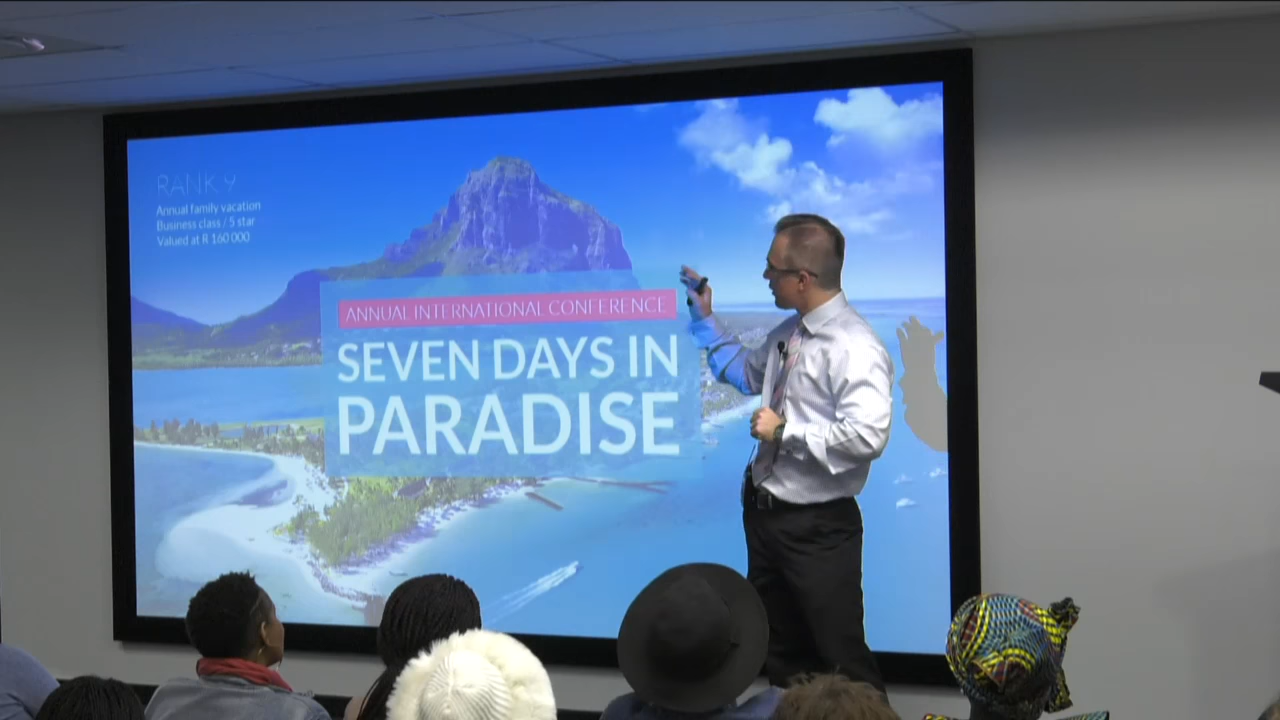 RANK 9
Annual family vacation
Business class / 5 star
Valued at R 160 000
ANNUAL INTERNATIONAL CONFERENCE
SEVEN DAYS IN
PARADISE